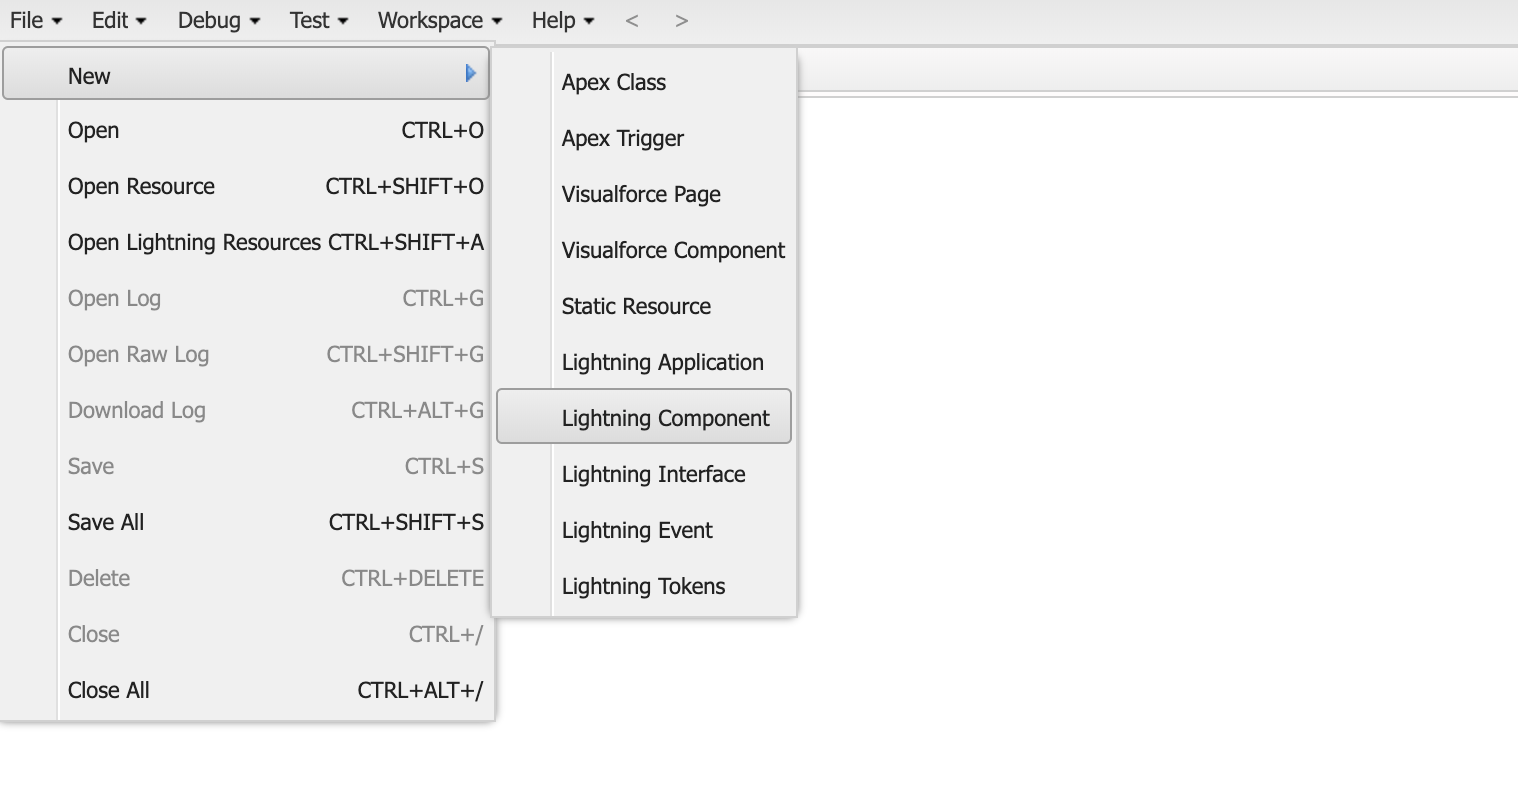 File Edit Debug Test Workspace Help < >
New
Open CTRL+O
Open Resource CTRL+SHIFT+O
Open Lightning Resources CTRL+SHIFT+A
Open Log CTRL+G
Open Raw Log CTRL+SHIFT+G
Download Log CTRL+ALT+G
Save CTRL+S
Save All CTRL+SHIFT+S
Delete CTRL+DELETE
Close CTRL+/
Close All CTRL+ALT+/
Apex Class
Apex Trigger
Visualforce Page
Visualforce Component
Static Resource
Lightning Application
Lightning Component
Lightning Interface
Lightning Event
Lightning Tokens